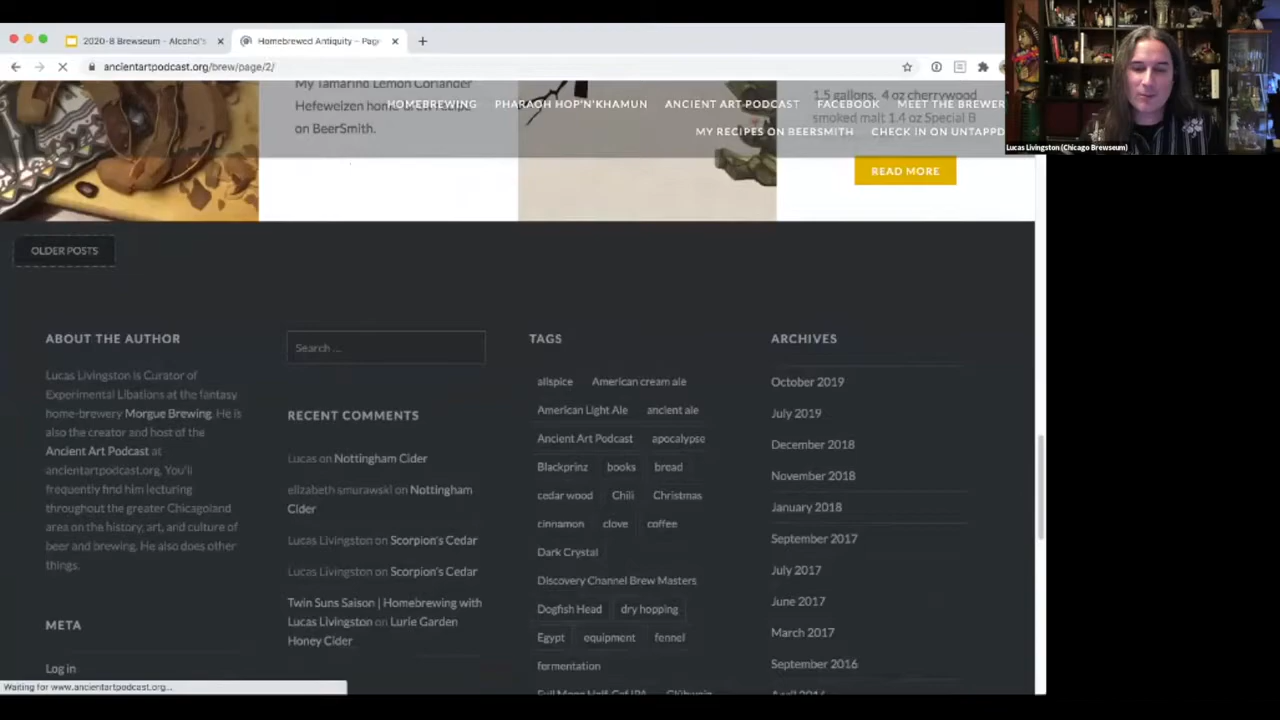 2020-8 Brewseum - Alcohol's
Homebrewed Antiquity – Page
ancientartpodcast.org/brew/page/2/
Lucas Livingston (Chicago Brewseum)
HOMEBREWING
PHARAOH HOP'N'KHAMUN
ANCIENT ART PODCAST
FACEBOOK
MEET THE BREWER
MY RECIPES ON BEERSMITH
CHECK IN ON UNTAPPD
My Tamarind Lemon Coriander
Hefeweizen
on BeerSmith.
1.5 gallons, 4 oz cherrywood
smoked malt 1.4 oz Special B
READ MORE
OLDER POSTS
ABOUT THE AUTHOR
Lucas Livingston is Curator of
Experimental Libations at the fantasy
home-brewery Morgue Brewing. He is
also the creator and host of the
Ancient Art Podcast at
ancientartpodcast.org. You'll
frequently find him lecturing
throughout the greater Chicagoland
area on the history, art, and culture of
beer and brewing. He also does other
things.
META
Log in
Search ...
RECENT COMMENTS
Lucas on Nottingham Cider
elizabeth smurawski on Nottingham
Cider
Lucas Livingston on Scorpion's Cedar
Lucas Livingston on Scorpion's Cedar
Twin Suns Saison | Homebrewing with
Lucas Livingston on Lurie Garden
Honey Cider
TAGS
allspice American cream ale
American Light Ale ancient ale
Ancient Art Podcast apocalypse
Blackprinz books bread
cedar wood Chili Christmas
cinnamon clove coffee
Dark Crystal
Discovery Channel Brew Masters
Dogfish Head dry hopping
Egypt equipment fennel
fermentation
Full Moon Half-Caf IPA Glühwein
ARCHIVES
October 2019
July 2019
December 2018
November 2018
January 2018
September 2017
July 2017
June 2017
March 2017
September 2016
April 2016
Waiting for www.ancientartpodcast.org...